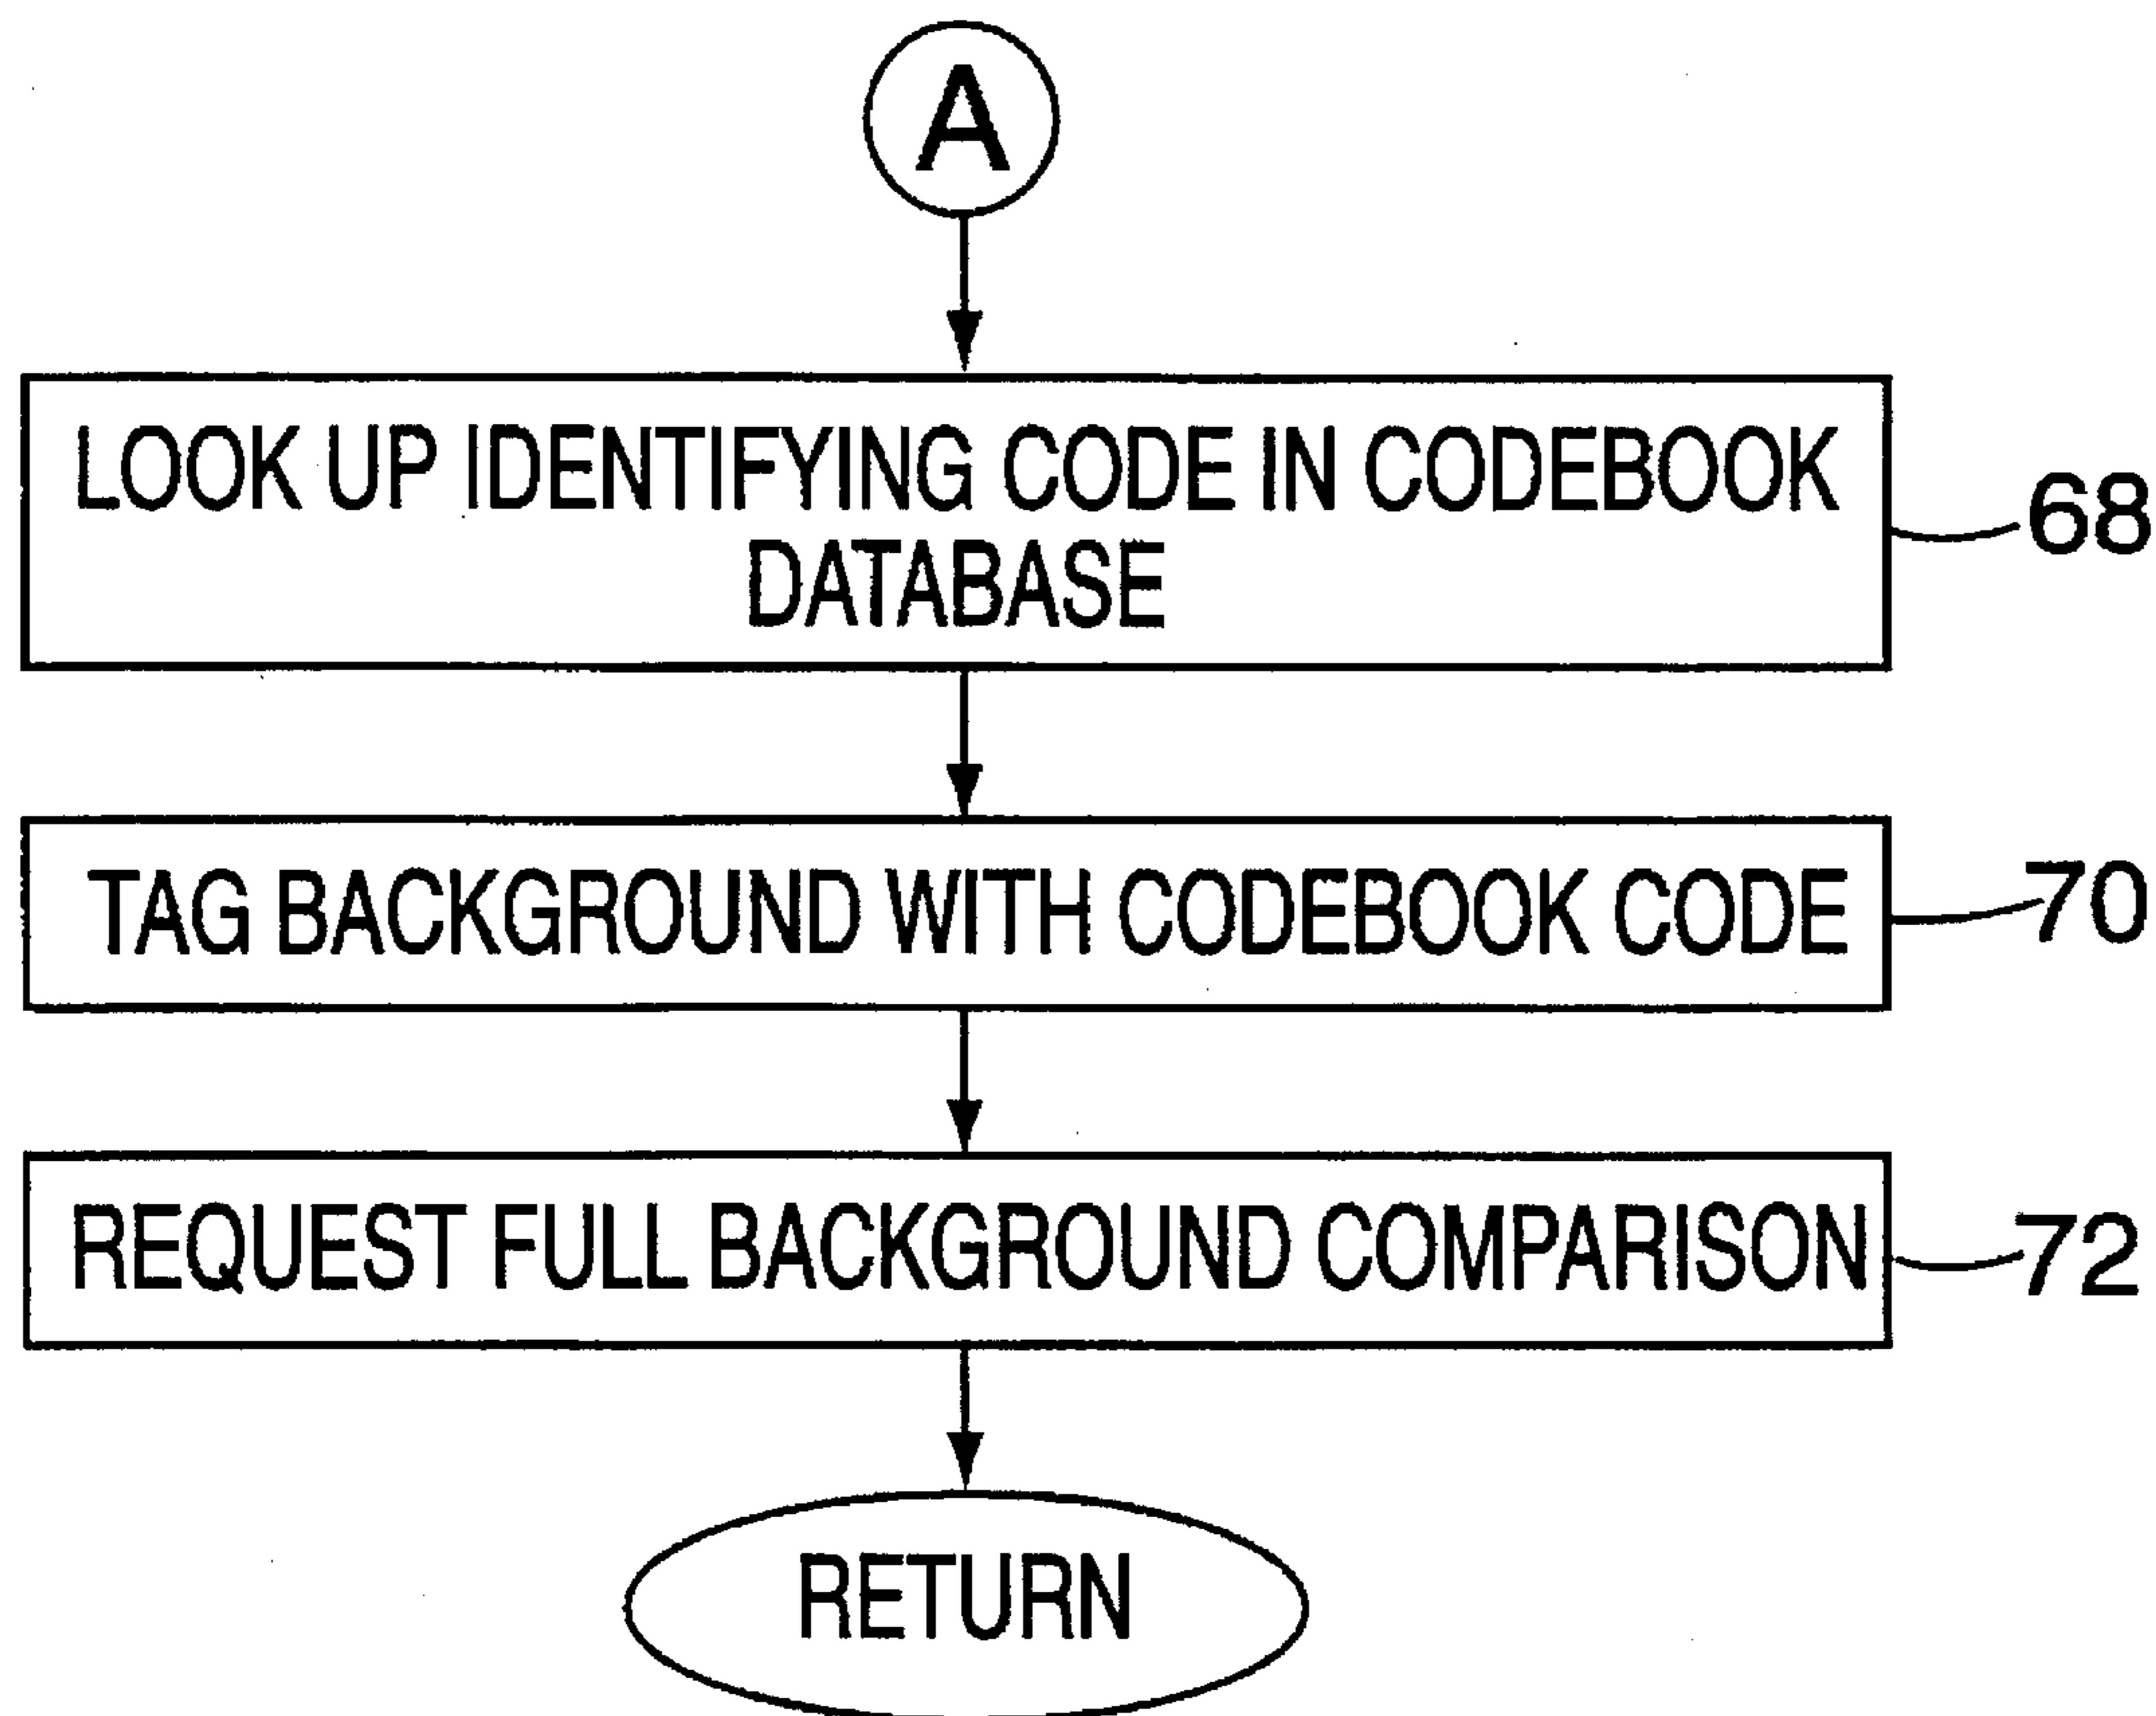 A
LOOK UP IDENTIFYING CODE IN CODEBOOK
DATABASE
68
TAG BACKGROUND WITH CODEBOOK CODE
70
REQUEST FULL BACKGROUND COMPARISON
72
RETURN